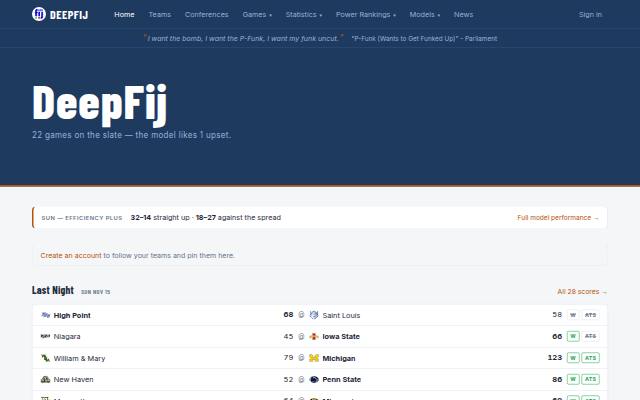 DEEPFIJ Home Teams Conferences Games Statistics Power Rankings Models News Sign in
"I want the bomb, I want the P-Funk, I want my funk uncut." "P-Funk (Wants to Get Funked Up)" - Parliament
DeepFij
22 games on the slate — the model likes 1 upset.
SUN — EFFICIENCY PLUS 32–14 straight up · 18–27 against the spread Full model performance →
Create an account to follow your teams and pin them here.
Last Night SUN NOV 15 All 28 scores →
High Point 68 @ Saint Louis 58 W ATS
Niagara 45 @ Iowa State 66 W ATS
William & Mary 79 @ Michigan 123 W ATS
New Haven 52 @ Penn State 86 W ATS